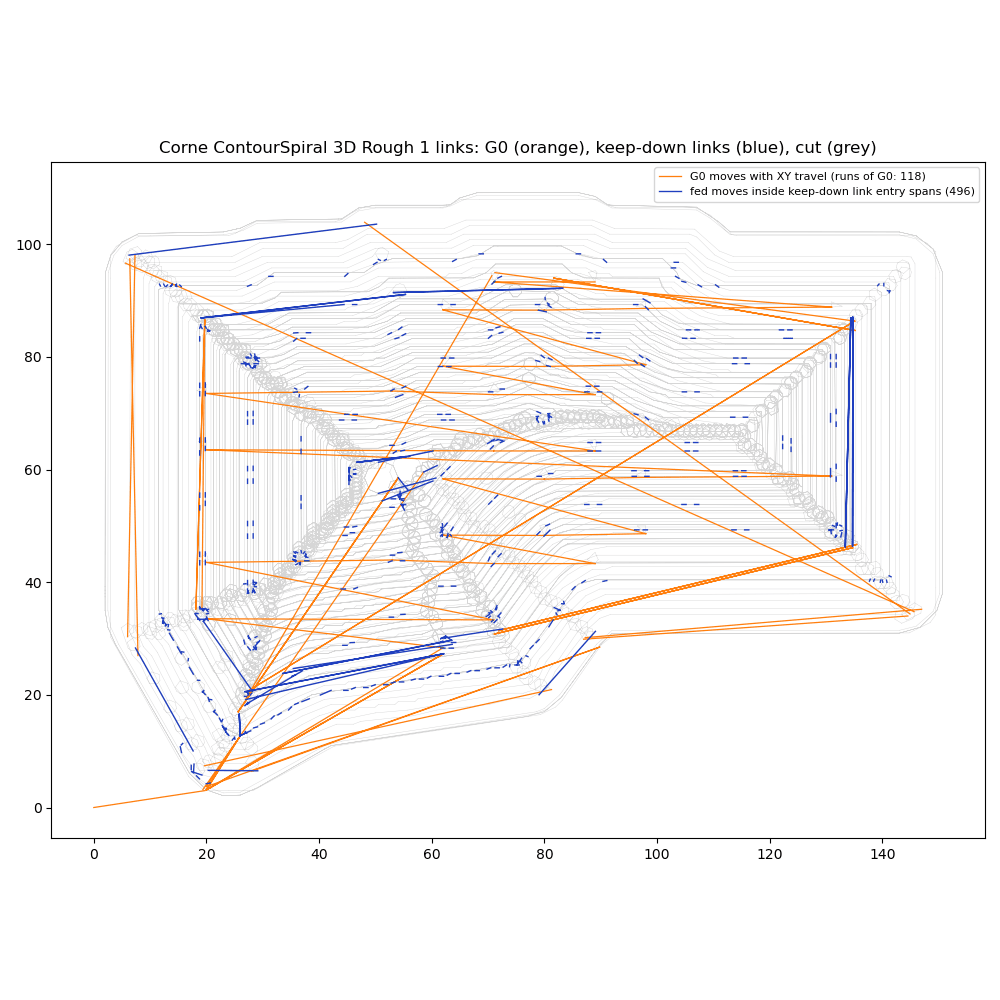 Corne ContourSpiral 3D Rough 1 links: G0 (orange), keep-down links (blue), cut (grey)
G0 moves with XY travel (runs of G0: 118)
fed moves inside keep-down link entry spans (496)
100
80
60
40
20
0
0 20 40 60 80 100 120 140